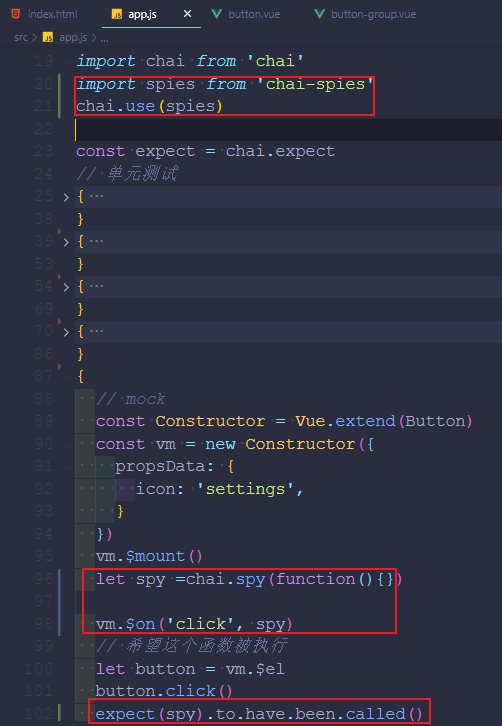 index.html app.js × button.vue button-group.vue
src > app.js > ...
19 import chai from 'chai'
20 import spies from 'chai-spies'
21 chai.use(spies)
22
23 const expect = chai.expect
24 // 单元测试
25 { ...
38 }
39 { ...
53 }
54 { ...
69 }
70 { ...
86 }
87 {
88 // mock
89 const Constructor = Vue.extend(Button)
90 const vm = new Constructor({
91 propsData: {
92 icon: 'settings',
93 }
94 })
95 vm.$mount()
96 let spy =chai.spy(function(){})
97
98 vm.$on('click', spy)
99 // 希望这个函数被执行
100 let button = vm.$el
101 button.click()
102 expect(spy).to.have.been.called()